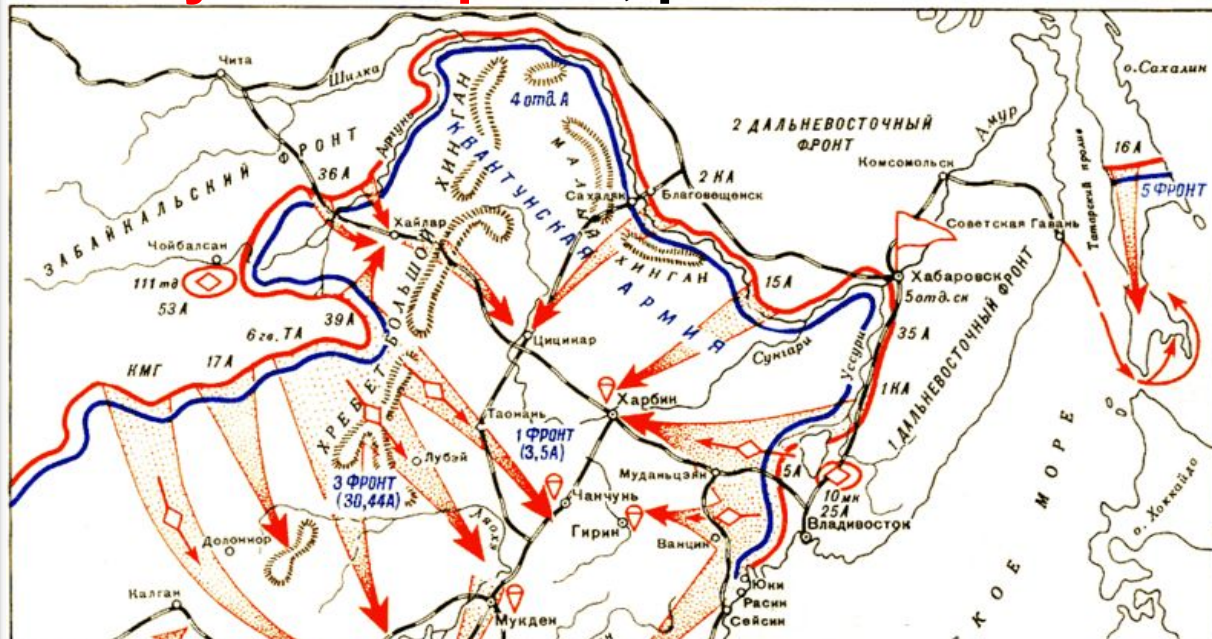 Чита
Шилка
о. Сахалин
4 отд. А
Аргунь
ХИНГАН
2 ДАЛЬНЕВОСТОЧНЫЙ
ФРОНТ
Амур
16 А
ЗАБАЙКАЛЬСКИЙ ФРОНТ
36 А
КВАНТУНСКАЯ АРМИЯ
МАЛЫЙ
ХИНГАН
2 КА
Комсомольск
Татарский пролив
5 ФРОНТ
Сахалян
Благовещенск
Хайлар
Советская Гавань
Чойбалсан
БОЛЬШОЙ
111 тд
53 А
15 А
Хабаровск
5 отд. ск
39 А
6 гв. ТА
35 А
Цицикар
Сунгари
Уссури
17 А
КМГ
1 КА
1 ДАЛЬНЕВОСТОЧНЫЙ ФРОНТ
ХРЕБЕТ
Харбин
Таонань
1 ФРОНТ
(3,5А)
Лубэй
5 А
Муданьцзян
3 ФРОНТ
(30,44А)
10 мк
25 А
Чанчунь
Владивосток
Гирин
Ванцин
Ляохэ
Долоннор
о. Хоккайдо
Юки
Расин
Сейсин
Калган
Мукден
СКОЕ МОРЕ